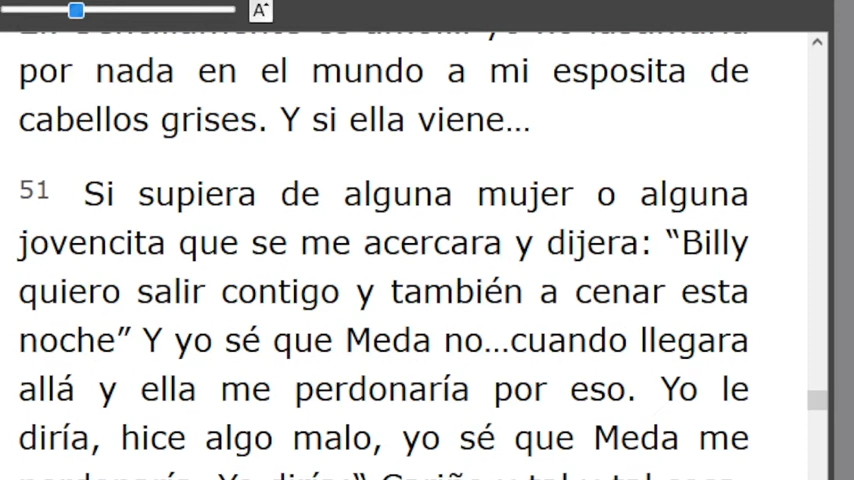 A
por nada en el mundo a mi esposita de
cabellos grises. Y si ella viene...
51 Si supiera de alguna mujer o alguna
jovencita que se me acercara y dijera: “Billy
quiero salir contigo y también a cenar esta
noche” Y yo sé que Meda no...cuando llegara
allá y ella me perdonaría por eso. Yo le
diría, hice algo malo, yo sé que Meda me